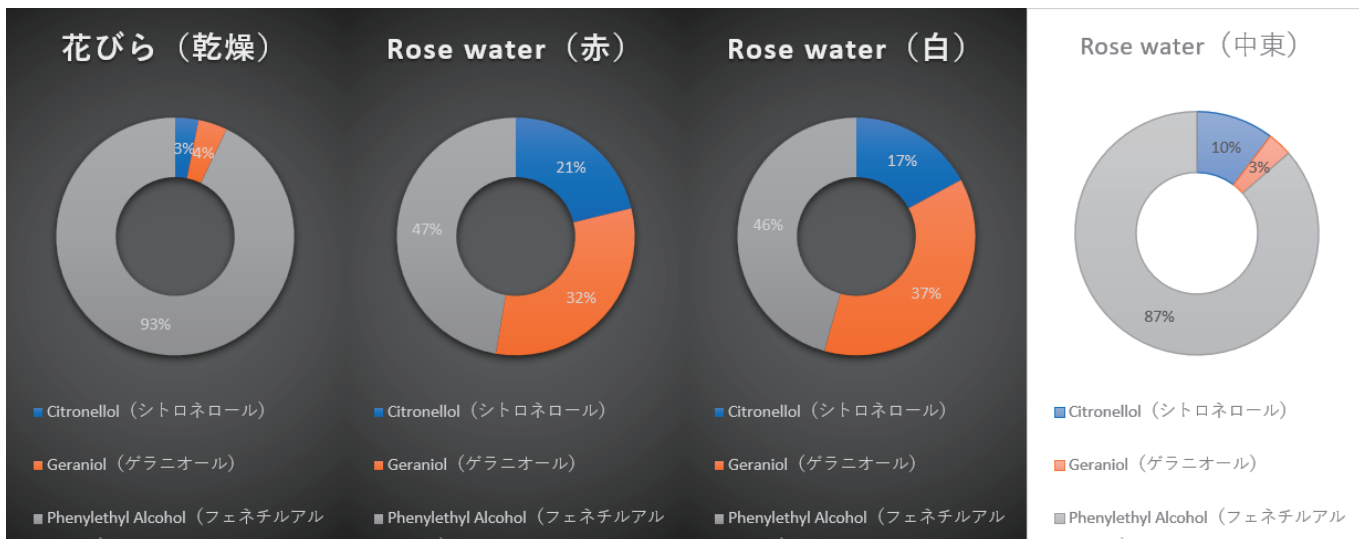 花びら（乾燥）
3%
4%
93%
Citronellol（シトロネロール）
Geraniol（ゲラニオール）
Phenylethyl Alcohol（フェネチルアル
Rose water（赤）
21%
47%
32%
Citronellol（シトロネロール）
Geraniol（ゲラニオール）
Phenylethyl Alcohol（フェネチルアル
Rose water（白）
17%
46%
37%
Citronellol（シトロネロール）
Geraniol（ゲラニオール）
Phenylethyl Alcohol（フェネチルアル
Rose water（中東）
10%
3%
87%
Citronellol（シトロネロール）
Geraniol（ゲラニオール）
Phenylethyl Alcohol（フェネチルアル